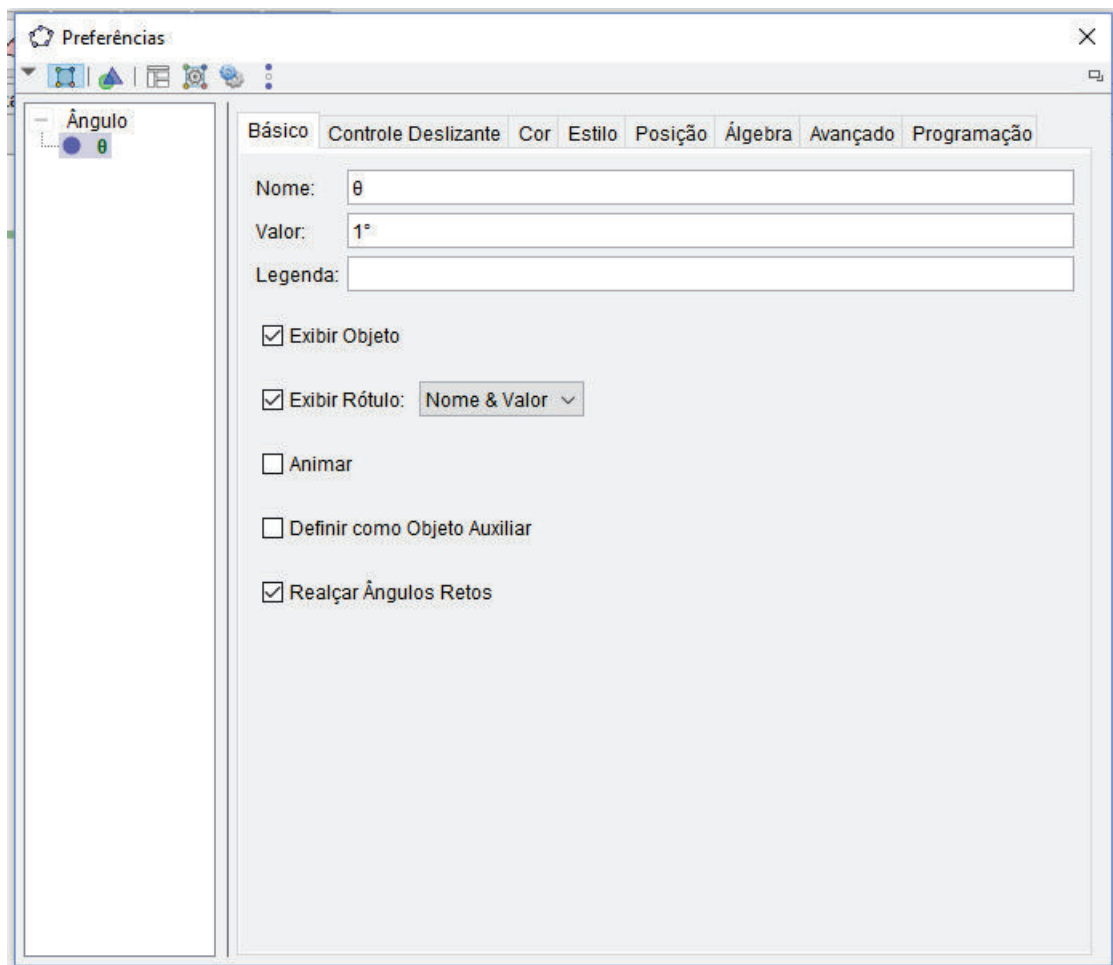 Preferências
Ângulo
θ
Básico Controle Deslizante Cor Estilo Posição Álgebra Avançado Programação
Nome: θ
Valor: 1°
Legenda:
Exibir Objeto
Exibir Rótulo: Nome & Valor
Animar
Definir como Objeto Auxiliar
Realçar Ângulos Retos